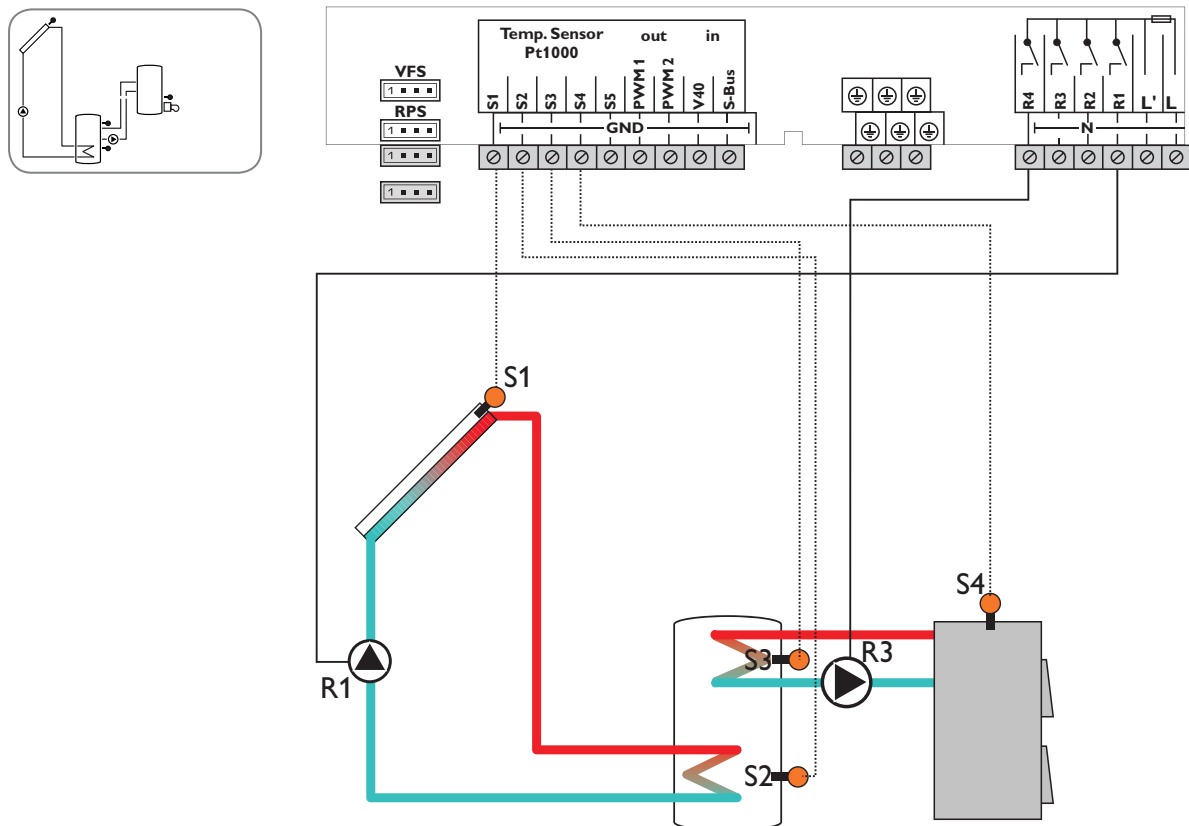 Temp. Sensor out in
Pt1000
VFS
1
RPS
1
1
1
S1 S2 S3 S4 S5 PWM 1 PWM 2 V40 S-Bus
GND
R4 R3 R2 R1 L' L
N
S1
S4
S3
R3
R1
S2